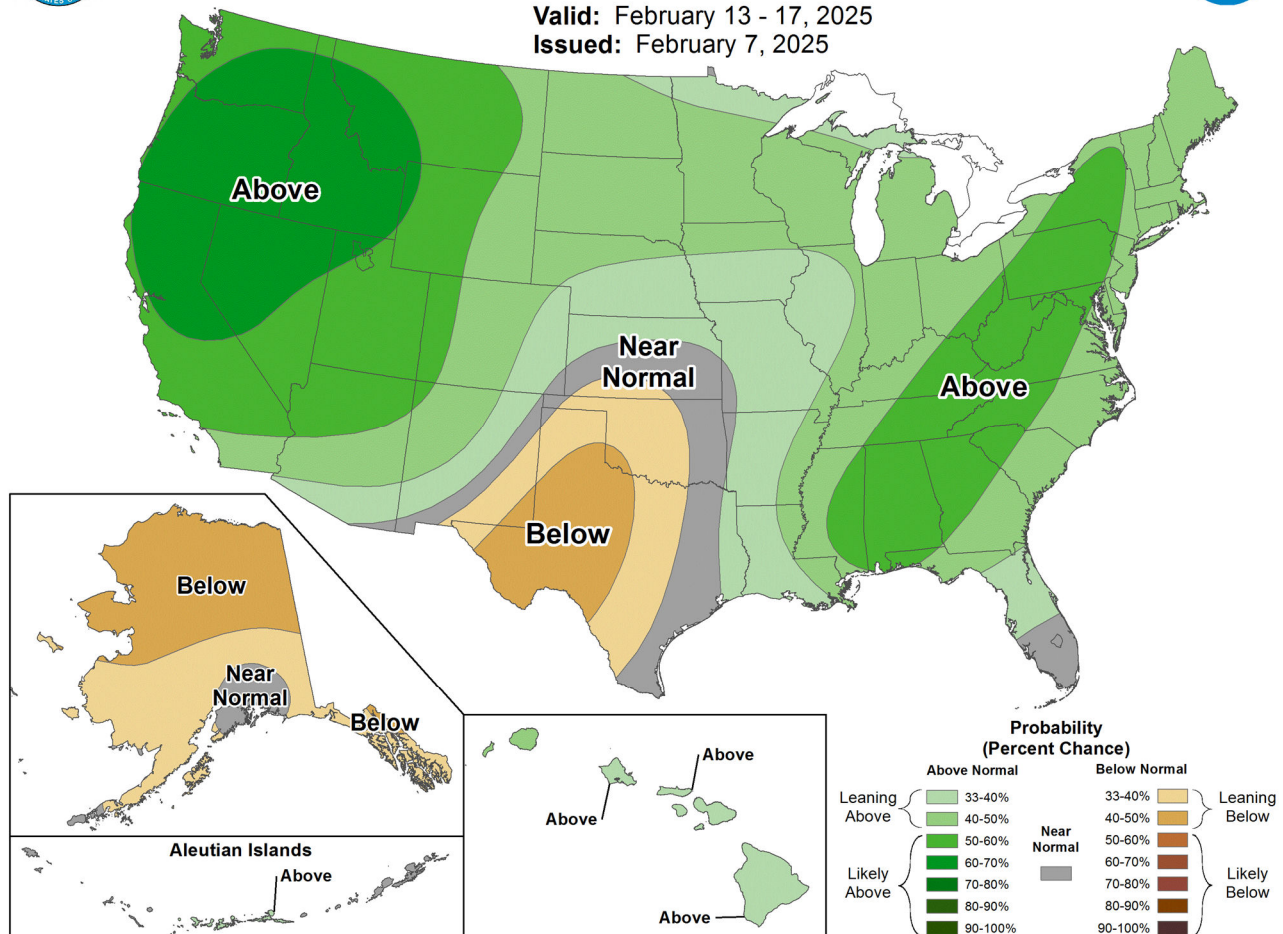 Valid: February 13 - 17, 2025
Issued: February 7, 2025
Above
Near
Normal
Above
Below
Below
Near
Normal
Below
Aleutian Islands
Above
Above
Above
Above
Probability
(Percent Chance)
Above Normal
Below Normal
Leaning
Above
33-40%
40-50%
50-60%
60-70%
70-80%
80-90%
90-100%
Likely
Above
Near
Normal
33-40%
40-50%
50-60%
60-70%
70-80%
80-90%
90-100%
Leaning
Below
Likely
Below